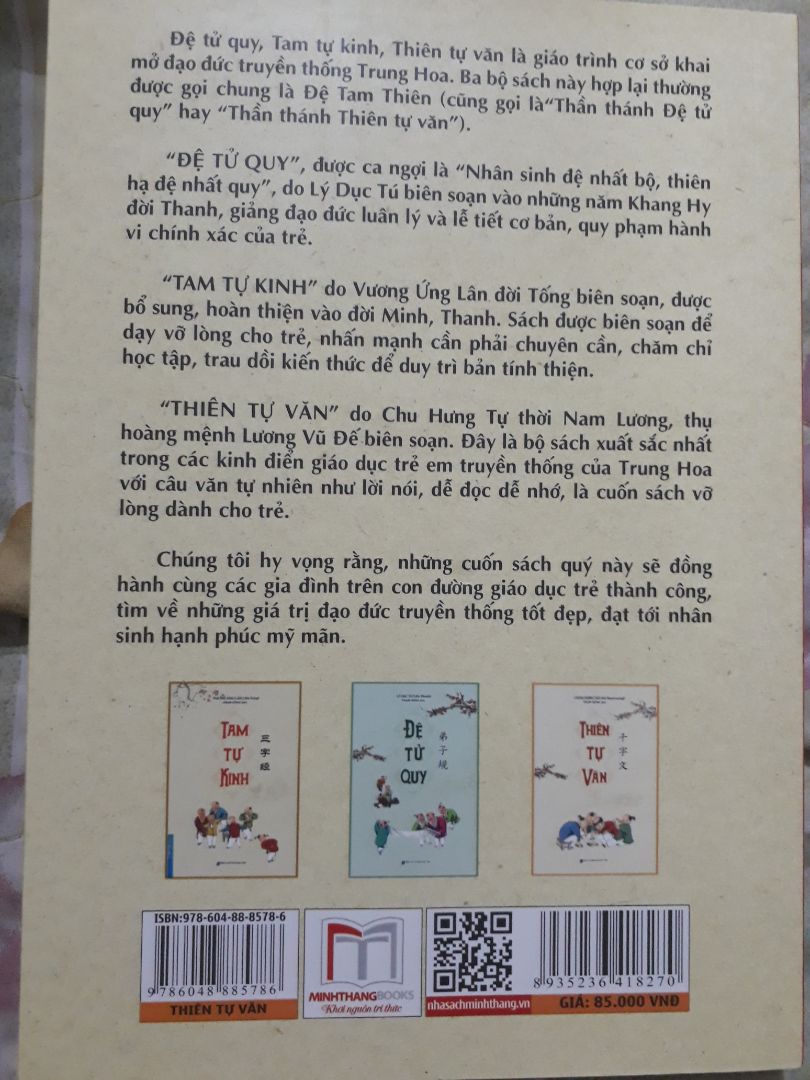 Đệ tử quy, Tam tự kinh, Thiên tự văn là giáo trình cơ sở khai
mở đạo đức truyền thống Trung Hoa. Ba bộ sách này hợp lại thường
được gọi chung là Đệ Tam Thiên (cũng gọi là“Thần thánh Đệ tử
quy” hay “Thần thánh Thiên tự văn”).
“ĐỆ TỬ QUY”, được ca ngợi là “Nhân sinh đệ nhất bộ, thiên
hạ đệ nhất quy”, do Lý Dục Tú biên soạn vào những năm Khang Hy
đời Thanh, giảng đạo đức luân lý và lễ tiết cơ bản, quy phạm hành
vi chính xác của trẻ.
“TAM TỰ KINH” do Vương Ứng Lân đời Tống biên soạn, được
bổ sung, hoàn thiện vào đời Minh, Thanh. Sách được biên soạn để
dạy vỡ lòng cho trẻ, nhấn mạnh cần phải chuyên cần, chăm chỉ
học tập, trau dồi kiến thức để duy trì bản tính thiện.
“THIÊN TỰ VĂN” do Chu Hưng Tự thời Nam Lương, thụ
hoàng mệnh Lương Vũ Đế biên soạn. Đây là bộ sách xuất sắc nhất
trong các kinh điển giáo dục trẻ em truyền thống của Trung Hoa
với câu văn tự nhiên như lời nói, dễ đọc dễ nhớ, là cuốn sách vỡ
lòng dành cho trẻ.
Chúng tôi hy vọng rằng, những cuốn sách quý này sẽ đồng
hành cùng các gia đình trên con đường giáo dục trẻ thành công,
tìm về những giá trị đạo đức truyền thống tốt đẹp, đạt tới nhân
sinh hạnh phúc mỹ mãn.
TAM
TỰ
KINH
三字經
ĐỆ
TỬ
QUY
弟子規
THIÊN
TỰ
VĂN
千字文
ISBN:978-604-88-8578-6
9 786048 885786
THIÊN TỰ VĂN
MINHTHANGBOOKS
Khơi nguồn tri thức
nhasachminhthang.vn
8 935236 418270
GIÁ: 85.000 VNĐ